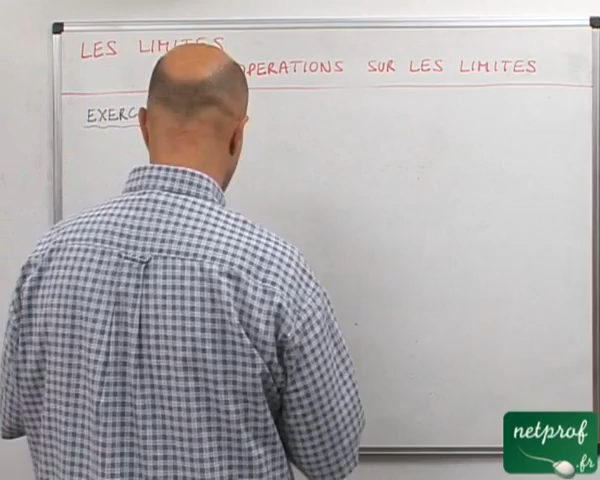 LES LIMITES
OPERATIONS SUR LES LIMITES
EXERC
netprof
.fr